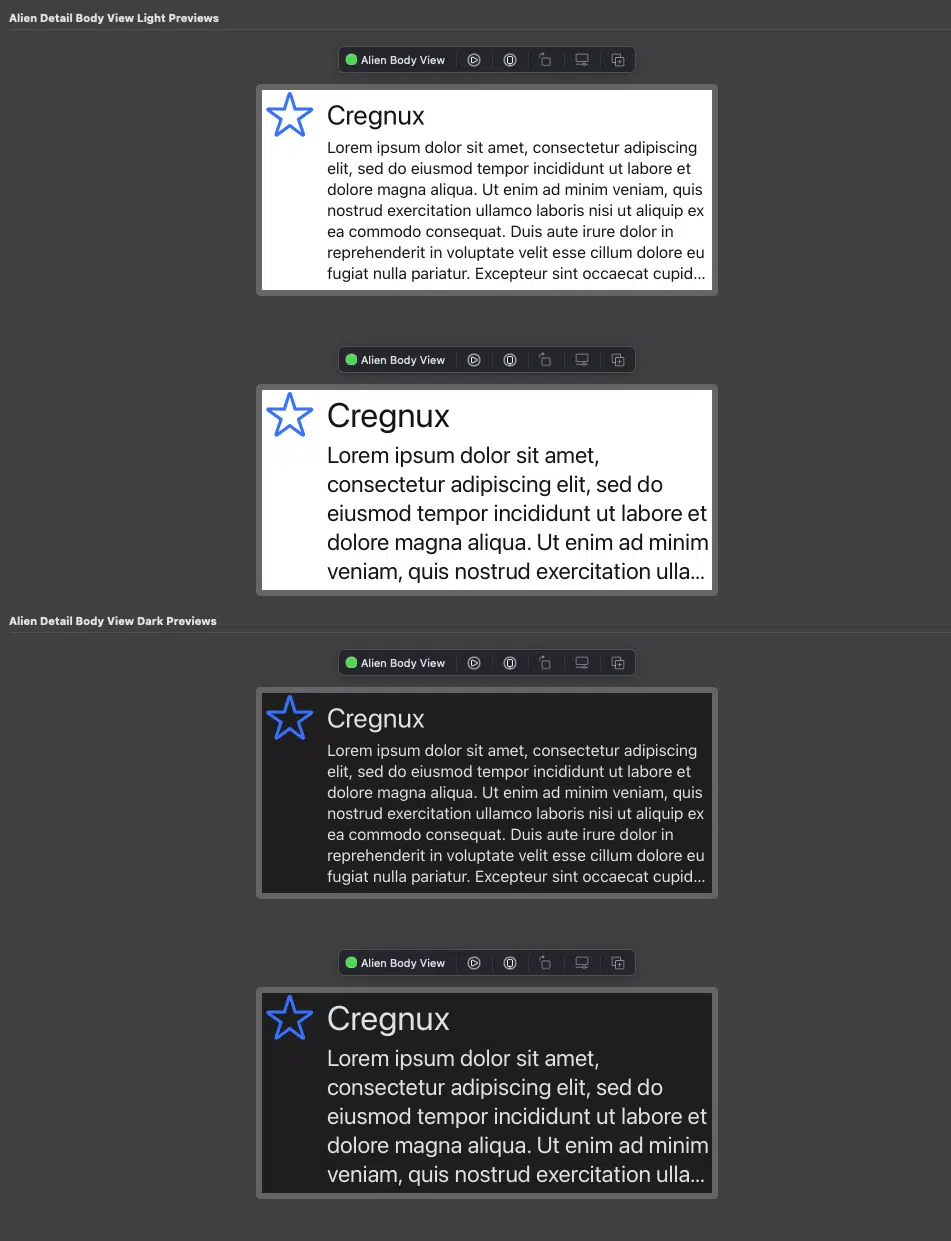 Alien Detail Body View Light Previews
Alien Body View
Cregnux
Lorem ipsum dolor sit amet, consectetur adipiscing
elit, sed do eiusmod tempor incididunt ut labore et
dolore magna aliqua. Ut enim ad minim veniam, quis
nostrud exercitation ullamco laboris nisi ut aliquip ex
ea commodo consequat. Duis aute irure dolor in
reprehenderit in voluptate velit esse cillum dolore eu
fugiat nulla pariatur. Excepteur sint occaecat cupid...
Alien Body View
Cregnux
Lorem ipsum dolor sit amet,
consectetur adipiscing elit, sed do
eiusmod tempor incididunt ut labore et
dolore magna aliqua. Ut enim ad minim
veniam, quis nostrud exercitation ulla...
Alien Detail Body View Dark Previews
Alien Body View
Cregnux
Lorem ipsum dolor sit amet, consectetur adipiscing
elit, sed do eiusmod tempor incididunt ut labore et
dolore magna aliqua. Ut enim ad minim veniam, quis
nostrud exercitation ullamco laboris nisi ut aliquip ex
ea commodo consequat. Duis aute irure dolor in
reprehenderit in voluptate velit esse cillum dolore eu
fugiat nulla pariatur. Excepteur sint occaecat cupid...
Alien Body View
Cregnux
Lorem ipsum dolor sit amet,
consectetur adipiscing elit, sed do
eiusmod tempor incididunt ut labore et
dolore magna aliqua. Ut enim ad minim
veniam, quis nostrud exercitation ulla...